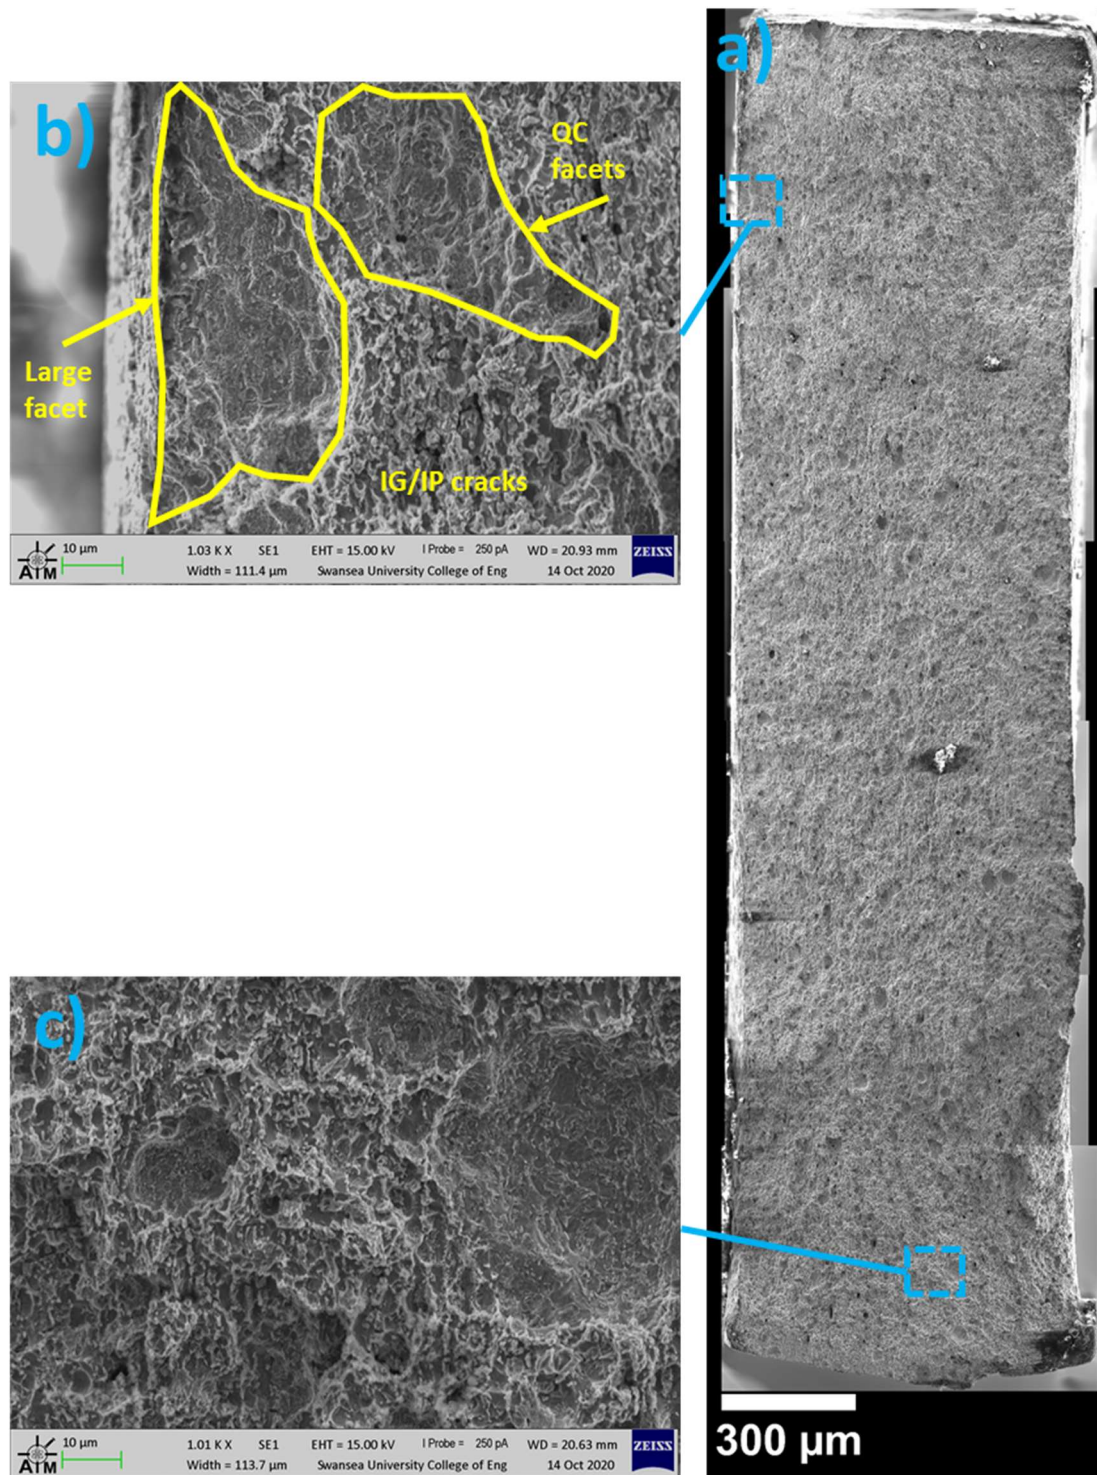 a)
b)
QC
facets
Large
facet
IG/IP cracks
10 µm
1.03 K X SE1 EHT = 15.00 kV I Probe = 250 pA WD = 20.93 mm
ZEISS
ATM
Width = 111.4 µm Swansea University College of Eng 14 Oct 2020
c)
10 µm
1.01 K X SE1 EHT = 15.00 kV I Probe = 250 pA WD = 20.63 mm
ZEISS
ATM
Width = 113.7 µm Swansea University College of Eng 14 Oct 2020
300 µm